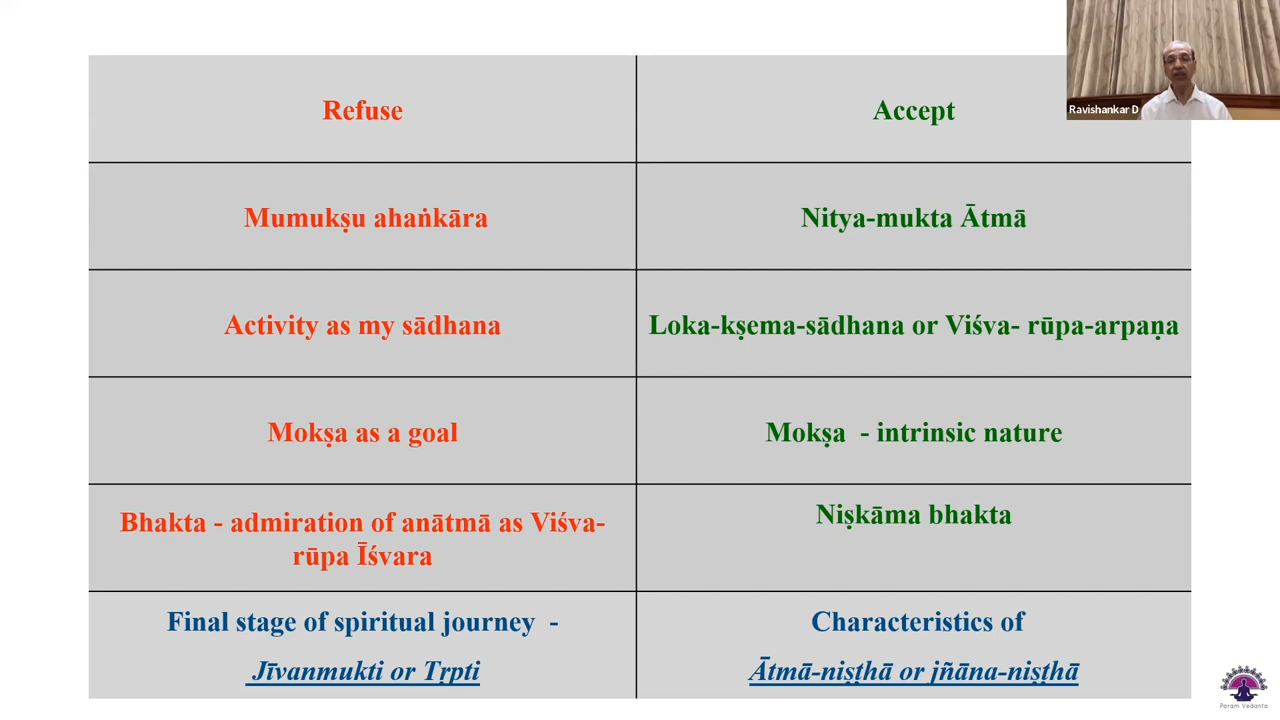 Refuse
Accept
Ravishankar D
Mumukṣu ahaṅkāra
Nitya-mukta Ātmā
Activity as my sādhana
Loka-kṣema-sādhana or Viśva- rūpa-arpaṇa
Mokṣa as a goal
Mokṣa - intrinsic nature
Bhakta - admiration of anātmā as Viśva-
rūpa Īśvara
Niṣkāma bhakta
Final stage of spiritual journey -
Jīvanmukti or Tṛpti
Characteristics of
Ātmā-niṣṭhā or jñāna-niṣṭhā
Param Vedanta